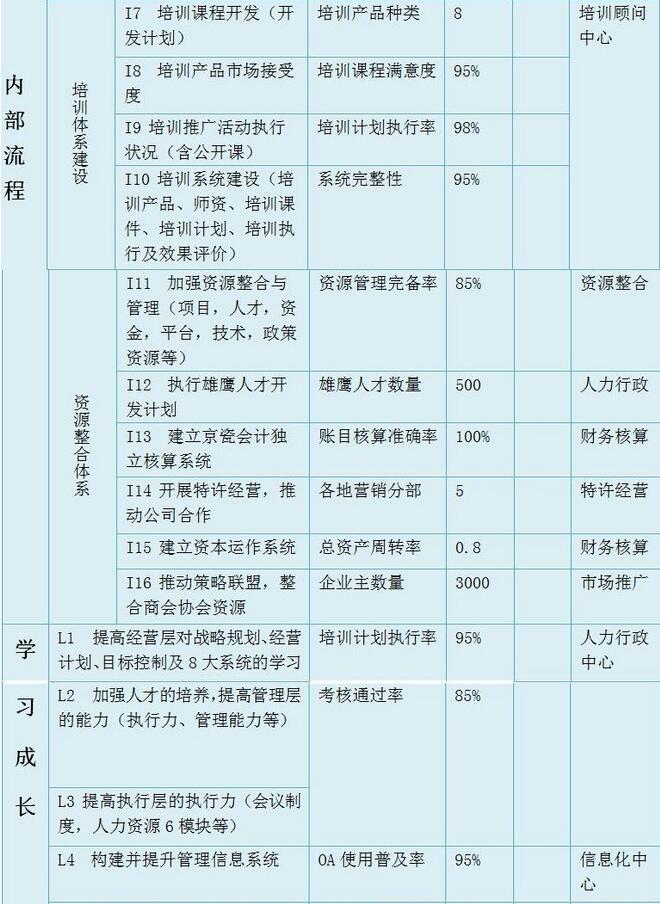 内部流程
培训体系建设
I7 培训课程开发（开
发计划）
培训产品种类
8
培训顾问
中心
I8 培训产品市场接受
度
培训课程满意度
95%
I9 培训推广活动执行
状况（含公开课）
培训计划执行率
98%
I10 培训系统建设（培
训产品、师资、培训课
件、培训计划、培训执
行及效果评价）
系统完整性
95%
资源整合体系
I11 加强资源整合与
管理（项目，人才，资
金，平台，技术，政策
资源等）
资源管理完备率
85%
资源整合
I12 执行雄鹰人才开
发计划
雄鹰人才数量
500
人力行政
I13 建立京瓷会计独
立核算系统
账目核算准确率
100%
财务核算
I14 开展特许经营，推
动公司合作
各地营销分部
5
特许经营
I15 建立资本运作系统
总资产周转率
0.8
财务核算
I16 推动策略联盟，整
合商会协会资源
企业主数量
3000
市场推广
学习成长
L1 提高经营层对战略规划、经营
计划、目标控制及8大系统的学习
培训计划执行率
95%
人力行政
中心
L2 加强人才的培养，提高管理层
的能力（执行力、管理能力等）
考核通过率
85%
L3 提高执行层的执行力（会议制
度，人力资源6模块等）
L4 构建并提升管理信息系统
OA使用普及率
95%
信息化中
心